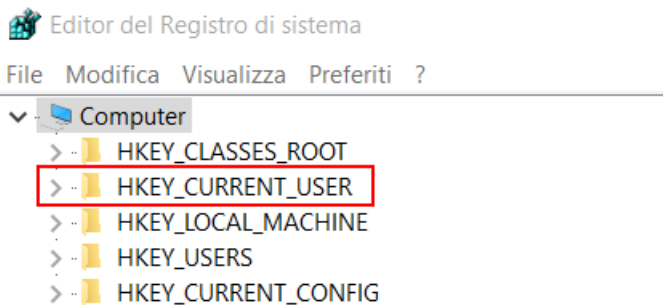 Editor del Registro di sistema
File Modifica Visualizza Preferiti ?
Computer
HKEY_CLASSES_ROOT
HKEY_CURRENT_USER
HKEY_LOCAL_MACHINE
HKEY_USERS
HKEY_CURRENT_CONFIG